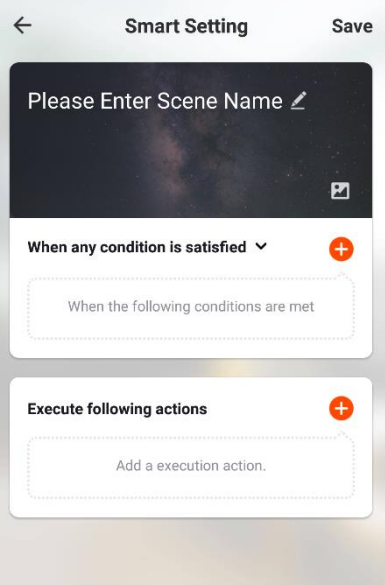 Smart Setting Save
Please Enter Scene Name
When any condition is satisfied
When the following conditions are met
Execute following actions
Add a execution action.